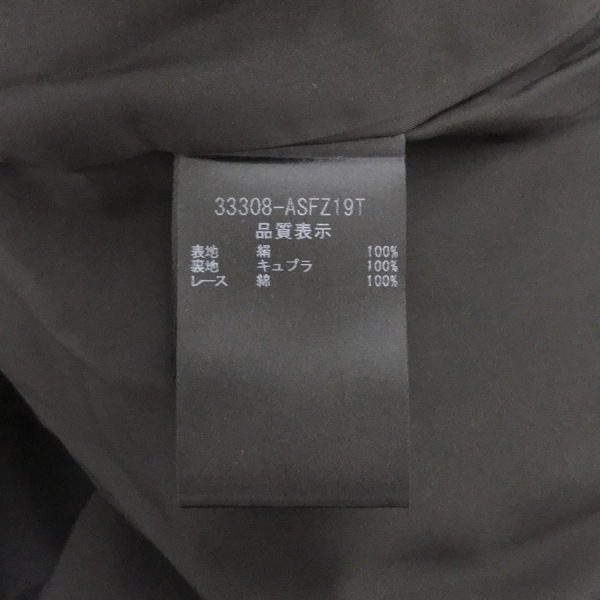 33308-ASFZ19T
品質表示
表地 絹 100%
裏地 キュプラ 100%
レース 綿 100%